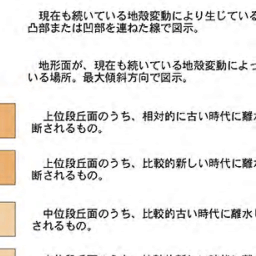 現在も続いている地殻変動により生じている
凸部または凹部を連ねた線で図示。
地形面が、現在も続いている地殻変動によっ
いる場所。最大傾斜方向で図示。
上位段丘面のうち、相対的に古い時代に離水
断されるもの。
上位段丘面のうち、比較的新しい時代に離
断されるもの。
中位段丘面のうち、比較的古い時代に離水し
されるもの。